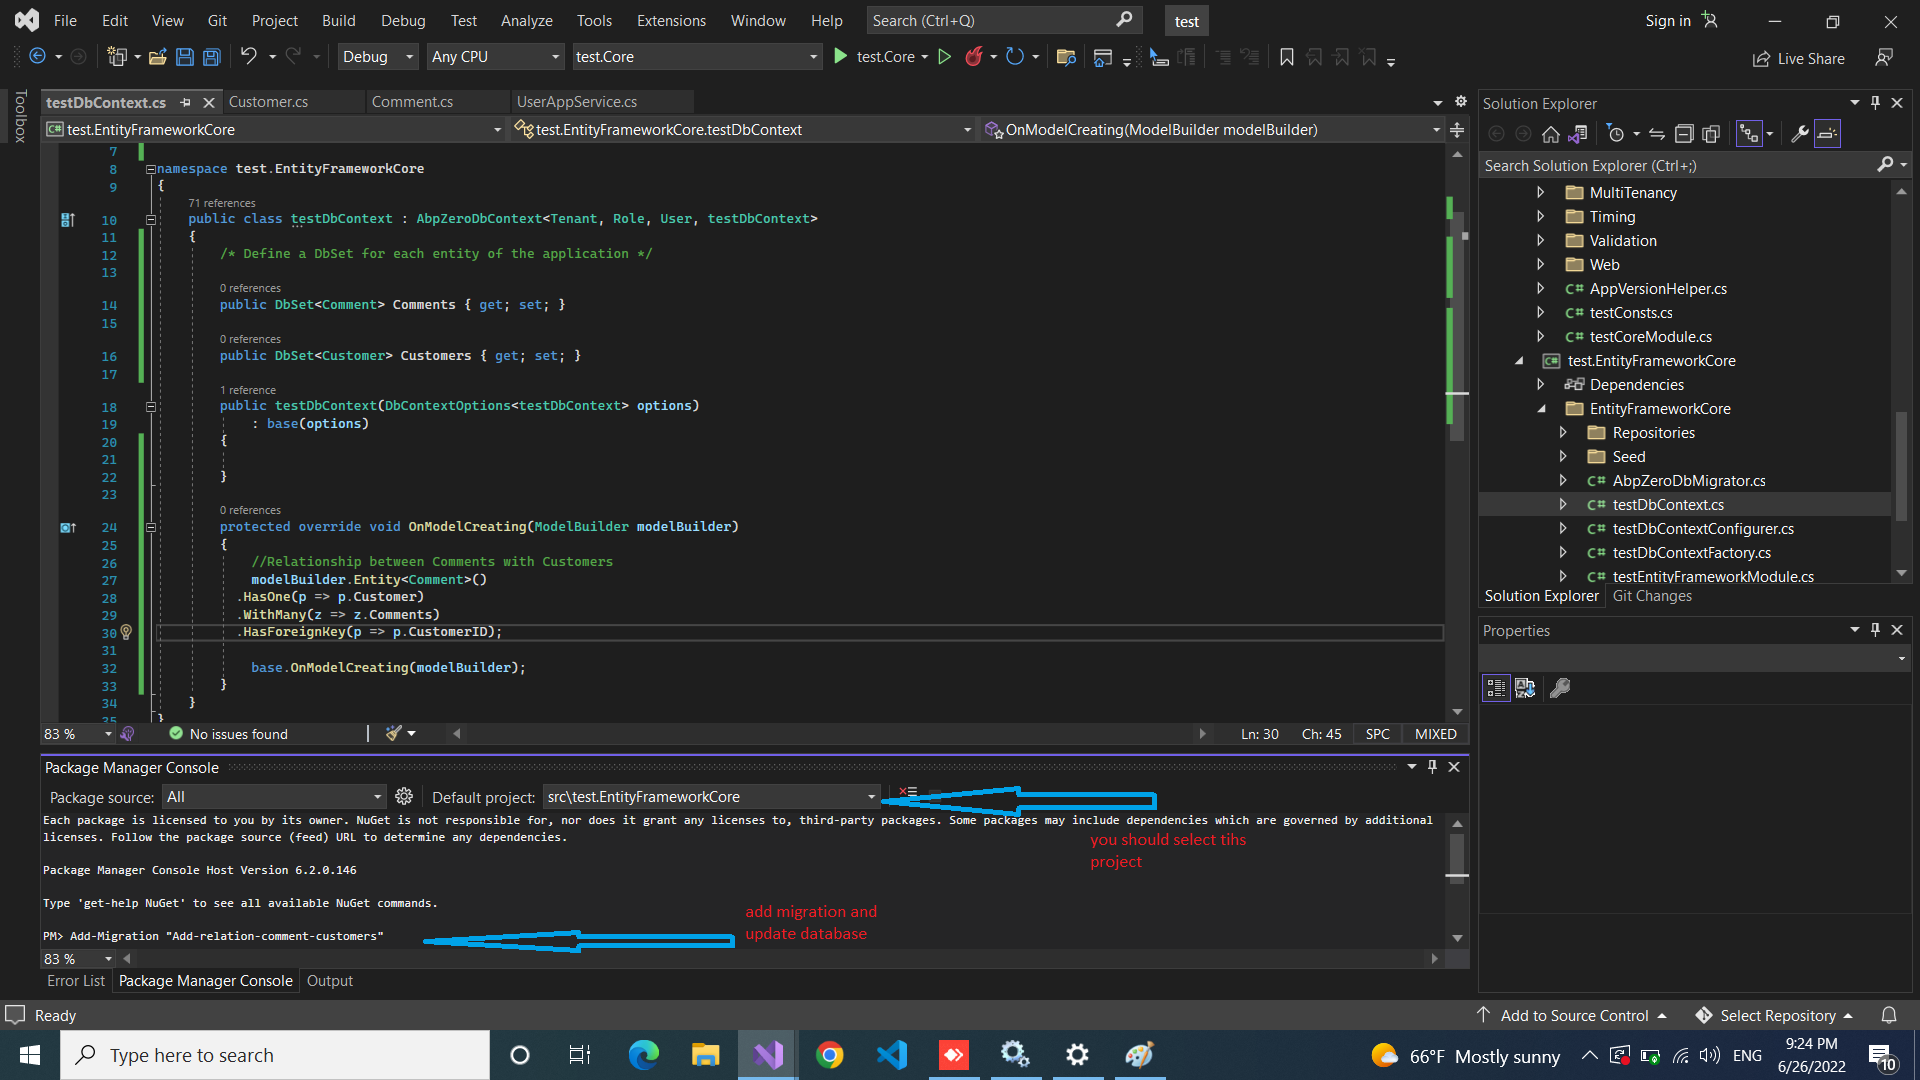 File Edit View Git Project Build Debug Test Analyze Tools Extensions Window Help Search (Ctrl+Q) test Sign in
Debug Any CPU test.Core test.Core Live Share
Toolbox
testDbContext.cs Customer.cs Comment.cs UserAppService.cs
test.EntityFrameworkCore test.EntityFrameworkCore.testDbContext OnModelCreating(ModelBuilder modelBuilder)
7
8 namespace test.EntityFrameworkCore
9 {
71 references
10 public class testDbContext : AbpZeroDbContext<Tenant, Role, User, testDbContext>
11 {
12 /* Define a DbSet for each entity of the application */
13
0 references
14 public DbSet<Comment> Comments { get; set; }
15
0 references
16 public DbSet<Customer> Customers { get; set; }
17
1 reference
18 public testDbContext(DbContextOptions<testDbContext> options)
19 : base(options)
20 {
21
22 }
23
0 references
24 protected override void OnModelCreating(ModelBuilder modelBuilder)
25 {
26 //Relationship between Comments with Customers
27 modelBuilder.Entity<Comment>()
28 .HasOne(p => p.Customer)
29 .WithMany(z => z.Comments)
30 .HasForeignKey(p => p.CustomerID);
31
32 base.OnModelCreating(modelBuilder);
33 }
34 }
35 }
83 % No issues found Ln: 30 Ch: 45 SPC MIXED
Package Manager Console
Package source: All Default project: src\test.EntityFrameworkCore
Each package is licensed to you by its owner. NuGet is not responsible for, nor does it grant any licenses to, third-party packages. Some packages may include dependencies which are governed by additional
licenses. Follow the package source (feed) URL to determine any dependencies.
you should select tihs
project
Package Manager Console Host Version 6.2.0.146
Type 'get-help NuGet' to see all available NuGet commands.
add migration and
update database
PM> Add-Migration "Add-relation-comment-customers"
83 %
Error List Package Manager Console Output
Solution Explorer
Search Solution Explorer (Ctrl+;)
MultiTenancy
Timing
Validation
Web
C# AppVersionHelper.cs
C# testConsts.cs
C# testCoreModule.cs
C# test.EntityFrameworkCore
Dependencies
EntityFrameworkCore
Repositories
Seed
C# AbpZeroDbMigrator.cs
C# testDbContext.cs
C# testDbContextConfigurer.cs
C# testDbContextFactory.cs
C# testEntityFrameworkModule.cs
Solution Explorer Git Changes
Properties
Ready Add to Source Control Select Repository
Type here to search 66°F Mostly sunny ENG 9:24 PM
6/26/2022
10